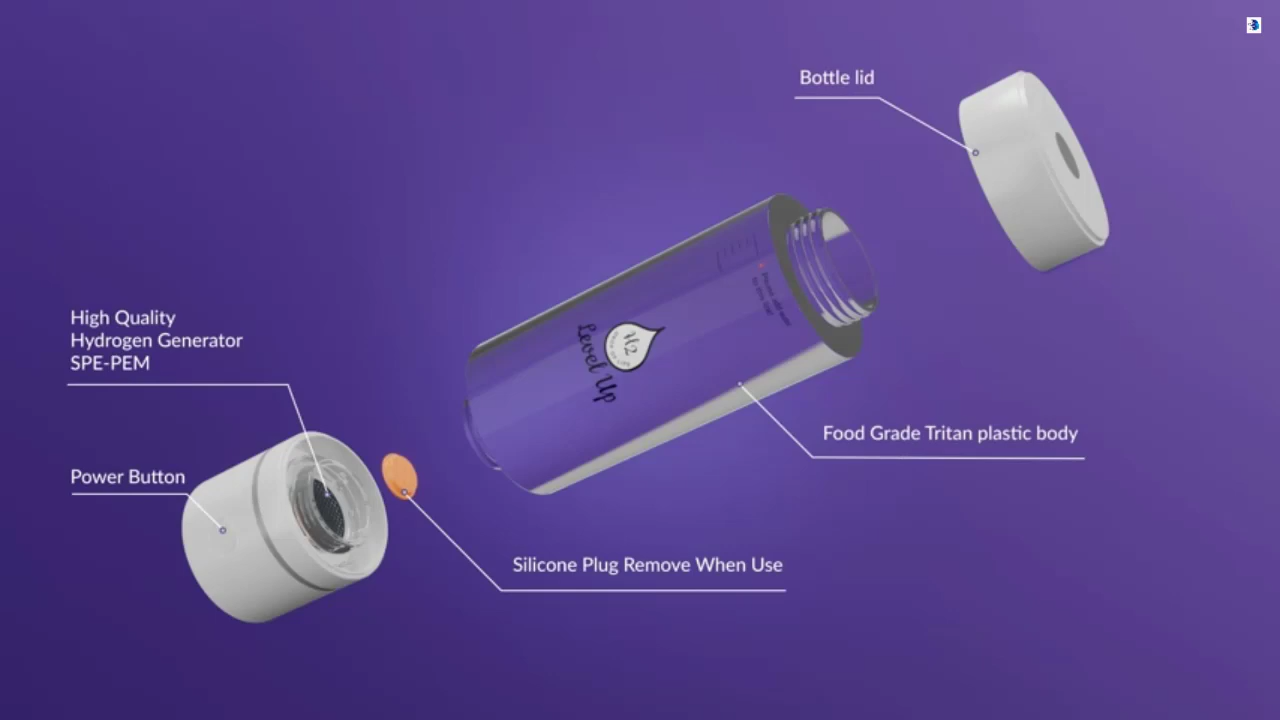 Bottle lid
High Quality
Hydrogen Generator
SPE-PEM
Power Button
H2
Level Up
Food Grade Tritan plastic body
Silicone Plug Remove When Use